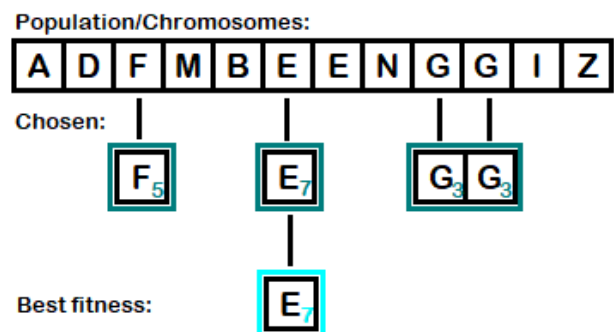 Population/Chromosomes:
A D F M B E E N G G I Z
Chosen:
F5 E7 G3 G3
Best fitness: E7